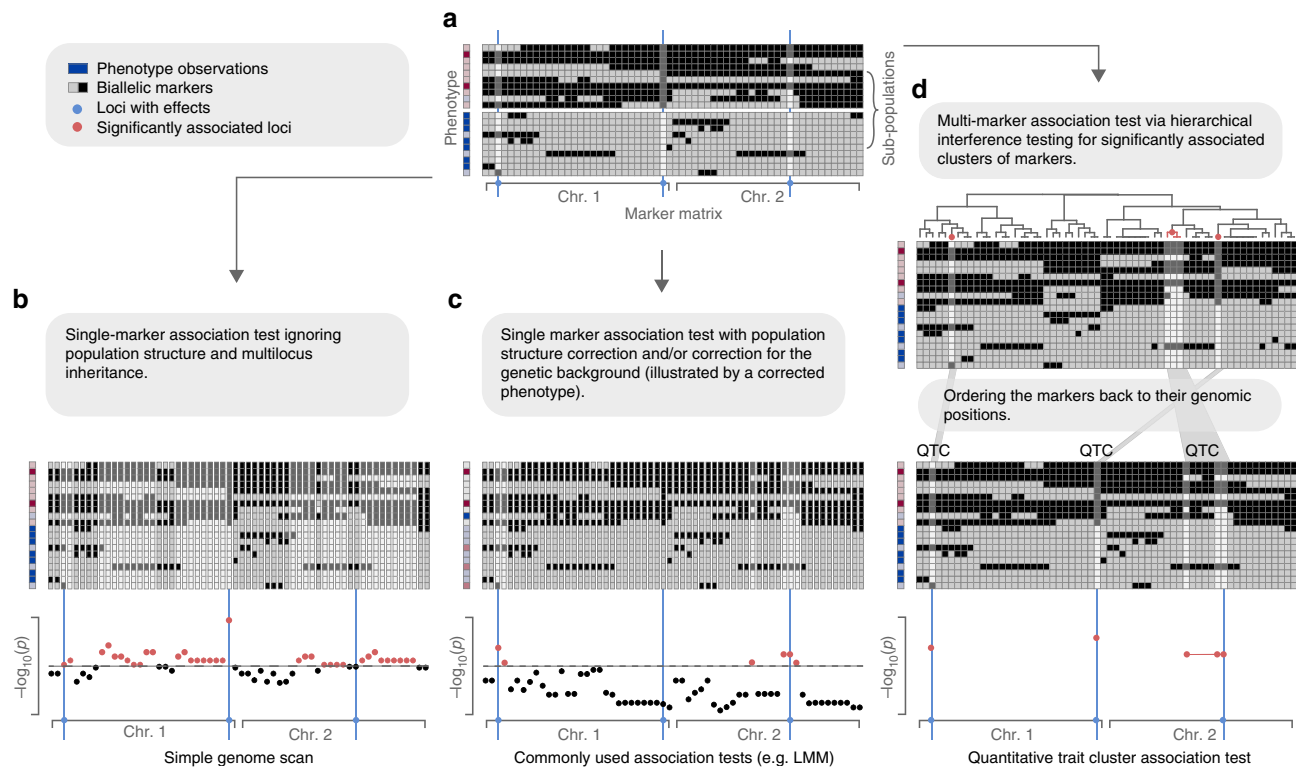 a
Phenotype observations
Biallelic markers
Loci with effects
Significantly associated loci
Phenotype
Sub-populations
Chr. 1
Chr. 2
Marker matrix
d
Multi-marker association test via hierarchical
interference testing for significantly associated
clusters of markers.
b
Single-marker association test ignoring
population structure and multilocus
inheritance.
c
Single marker association test with population
structure correction and/or correction for the
genetic background (illustrated by a corrected
phenotype).
Ordering the markers back to their genomic
positions.
QTC
QTC
QTC
−log10(p)
Chr. 1
Chr. 2
Simple genome scan
−log10(p)
Chr. 1
Chr. 2
Commonly used association tests (e.g. LMM)
−log10(p)
Chr. 1
Chr. 2
Quantitative trait cluster association test